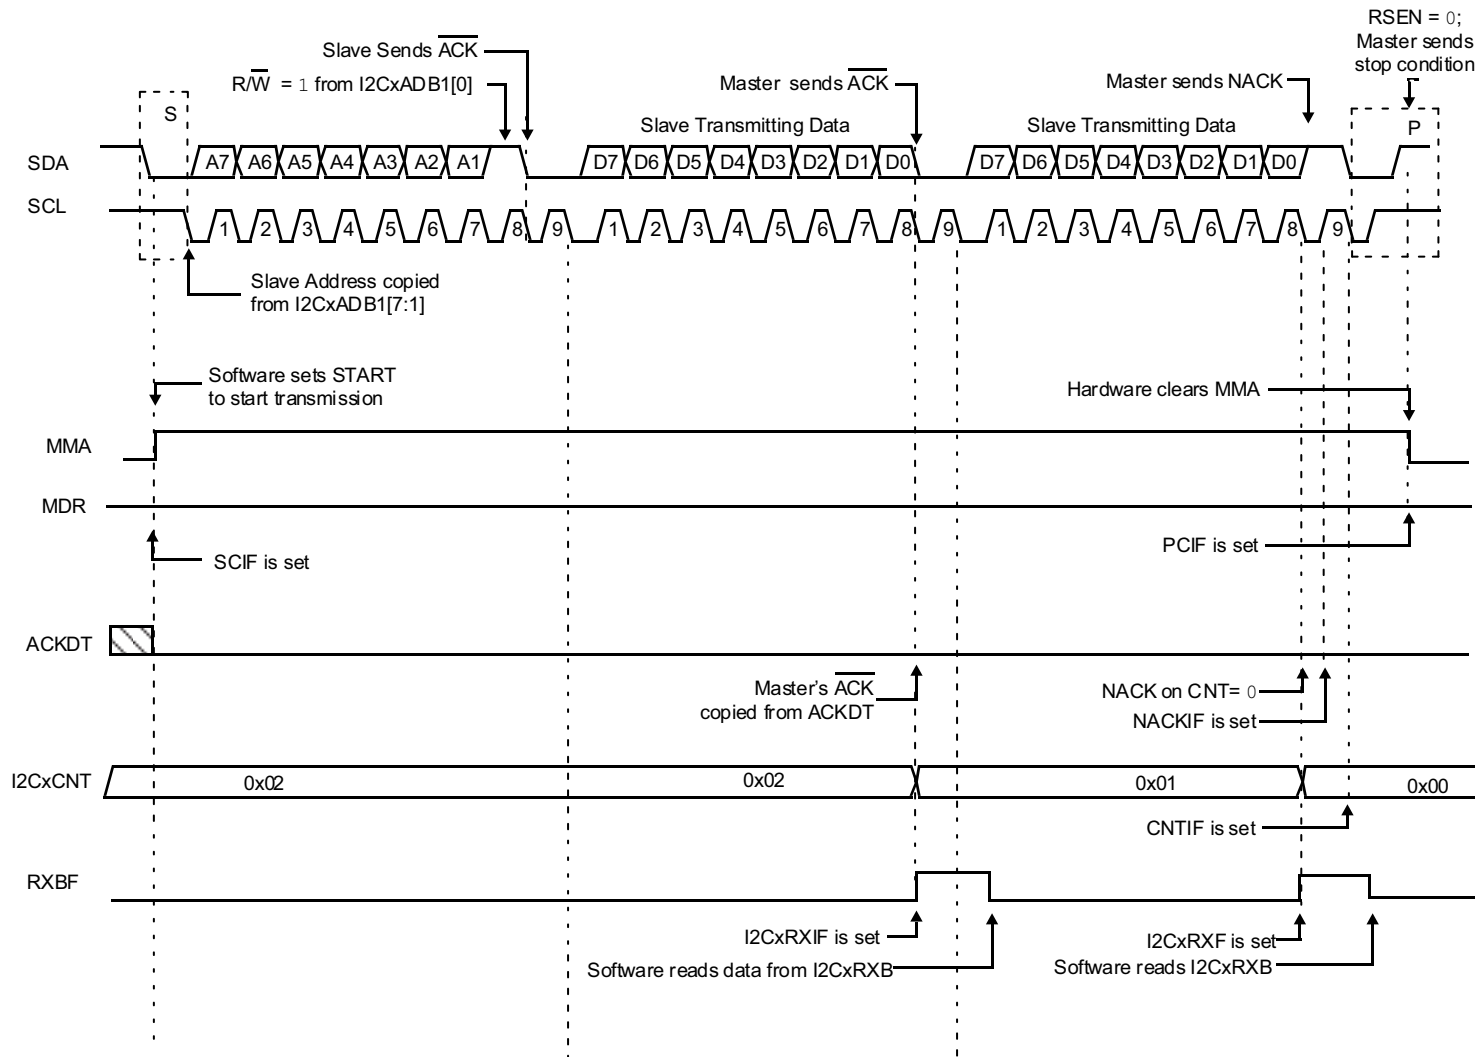 RSEN = 0;
Master sends
stop condition
Slave Sends ACK
R/W = 1 from I2CxADB1[0]
Master sends ACK
Master sends NACK
S
Slave Transmitting Data
Slave Transmitting Data
P
SDA
A7 A6 A5 A4 A3 A2 A1
D7 D6 D5 D4 D3 D2 D1 D0
D7 D6 D5 D4 D3 D2 D1 D0
SCL
1 2 3 4 5 6 7 8 9
1 2 3 4 5 6 7 8 9
1 2 3 4 5 6 7 8 9
Slave Address copied
from I2CxADB1[7:1]
Software sets START
to start transmission
Hardware clears MMA
MMA
MDR
SCIF is set
PCIF is set
ACKDT
Master's ACK
copied from ACKDT
NACK on CNT= 0
NACKIF is set
I2CxCNT
0x02
0x02
0x01
0x00
CNTIF is set
RXBF
I2CxRXIF is set
Software reads data from I2CxRXB
I2CxRXF is set
Software reads I2CxRXB